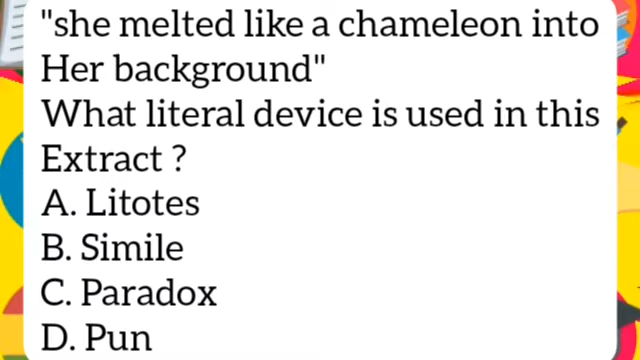 "she melted like a chameleon into
Her background"
What literal device is used in this
Extract ?
A. Litotes
B. Simile
C. Paradox
D. Pun